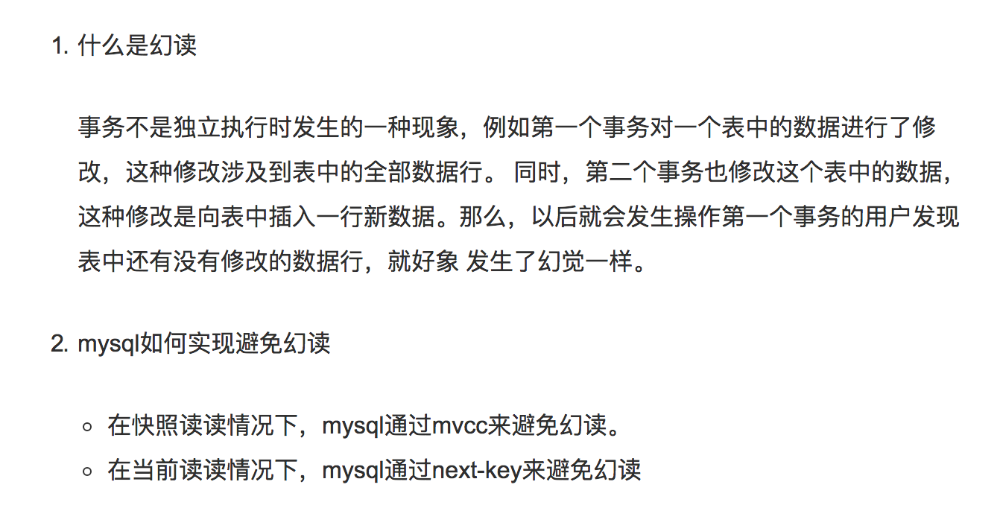 1. 什么是幻读
事务不是独立执行时发生的一种现象，例如第一个事务对一个表中的数据进行了修
改，这种修改涉及到表中的全部数据行。 同时，第二个事务也修改这个表中的数据，
这种修改是向表中插入一行新数据。那么，以后就会发生操作第一个事务的用户发现
表中还有没有修改的数据行，就好象 发生了幻觉一样。
2. mysql如何实现避免幻读
○ 在快照读读情况下，mysql通过mvcc来避免幻读。
○ 在当前读读情况下，mysql通过next-key来避免幻读